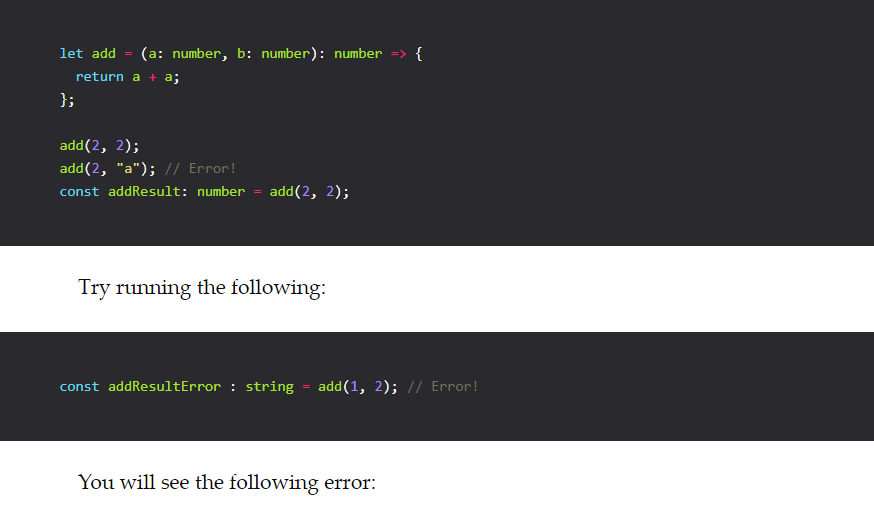 let add = (a: number, b: number): number => {
return a + a;
};
add(2, 2);
add(2, "a"); // Error!
const addResult: number = add(2, 2);
Try running the following:
const addResultError : string = add(1, 2); // Error!
You will see the following error: